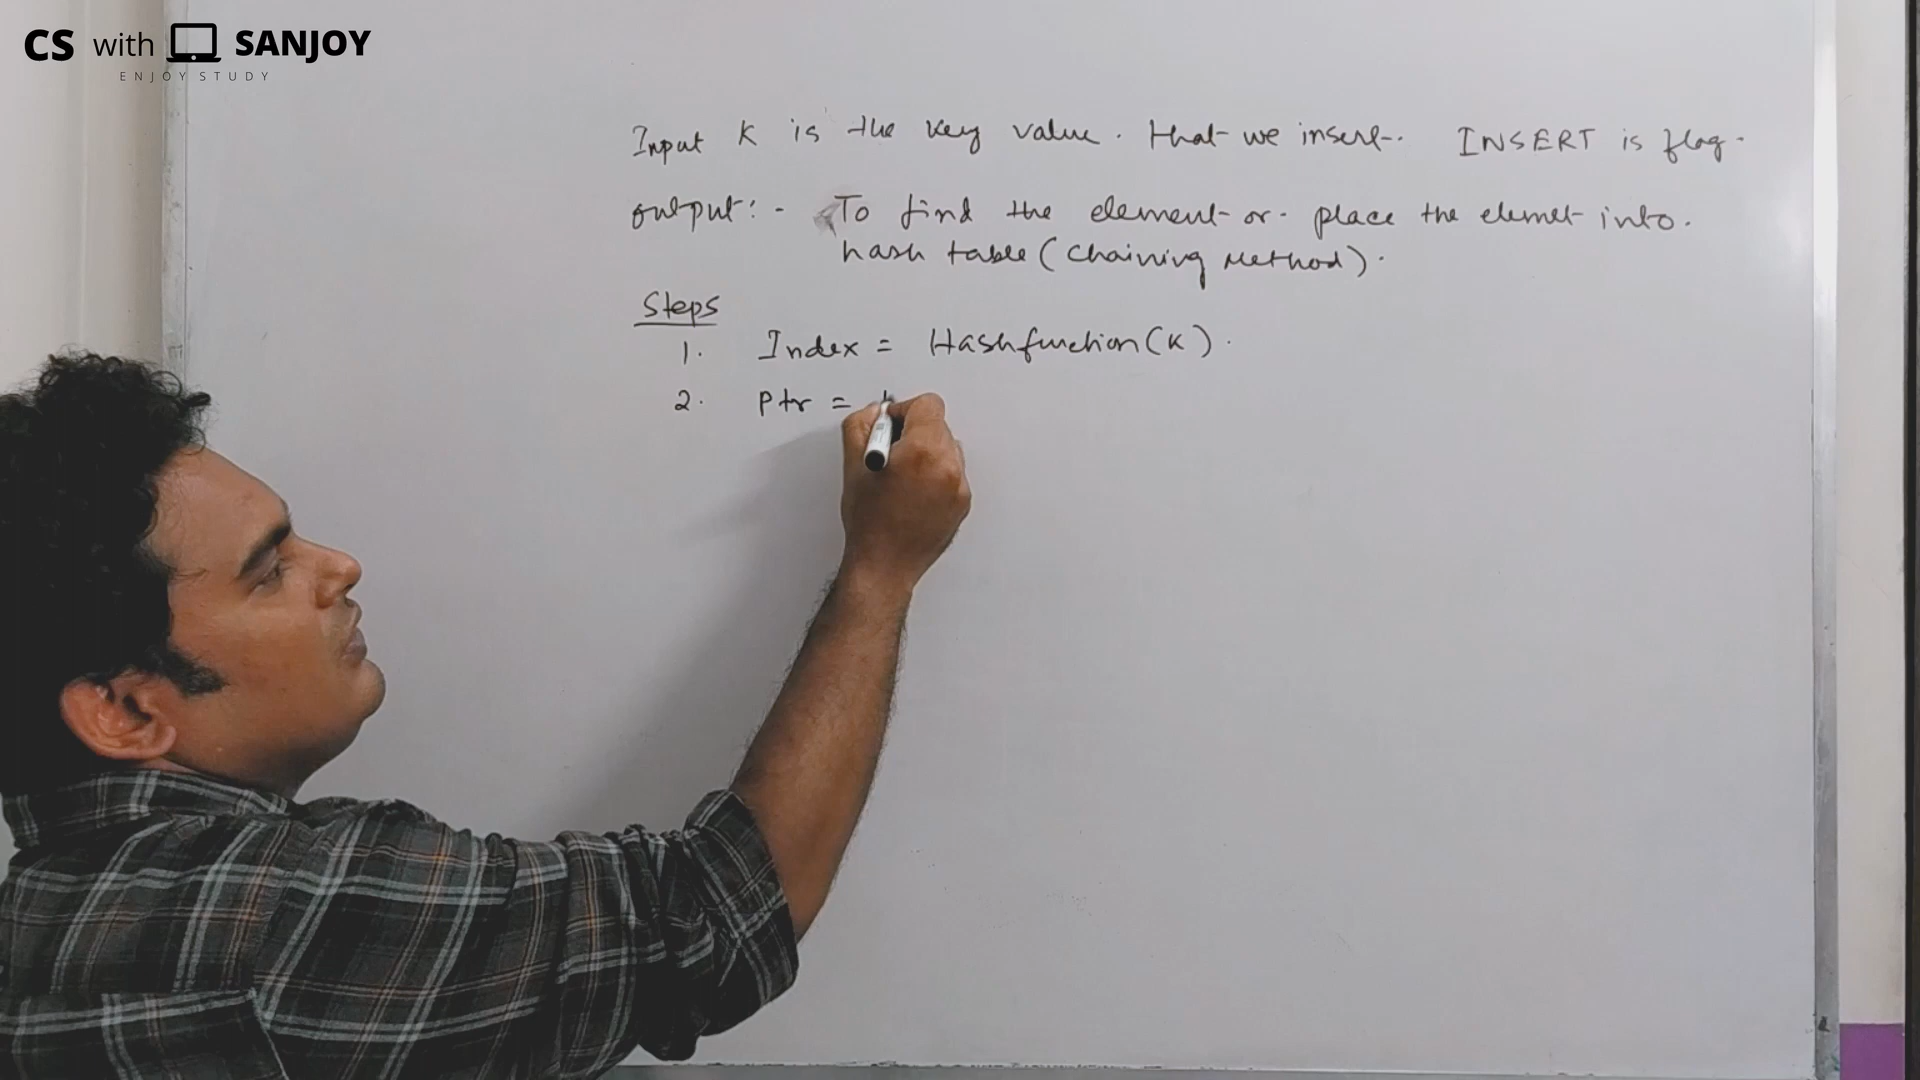 CS with SANJOY
ENJOY STUDY
Input K is the key value. that we insert. INSERT is flag.
output:- To find the element or place the elemet into.
hash table (Chaining Method).
Steps
1. Index = Hashfunction(K).
2. Ptr =